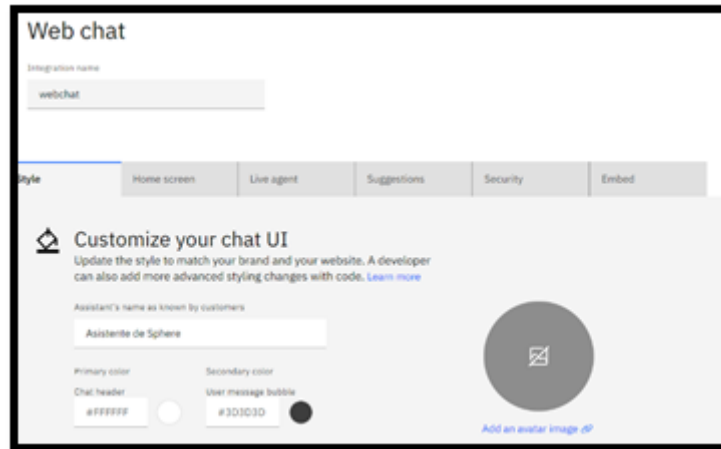 Web chat
Integration name
webchat
Style
Home screen
Live agent
Suggestions
Security
Embed
Customize your chat UI
Update the style to match your brand and your website. A developer
can also add more advanced styling changes with code. Learn more
Assistant's name as known by customers
Asistente de Sphere
Primary color
Secondary color
Chat header
User message bubble
#FFFFFF
#3D3D3D
Add an avatar image